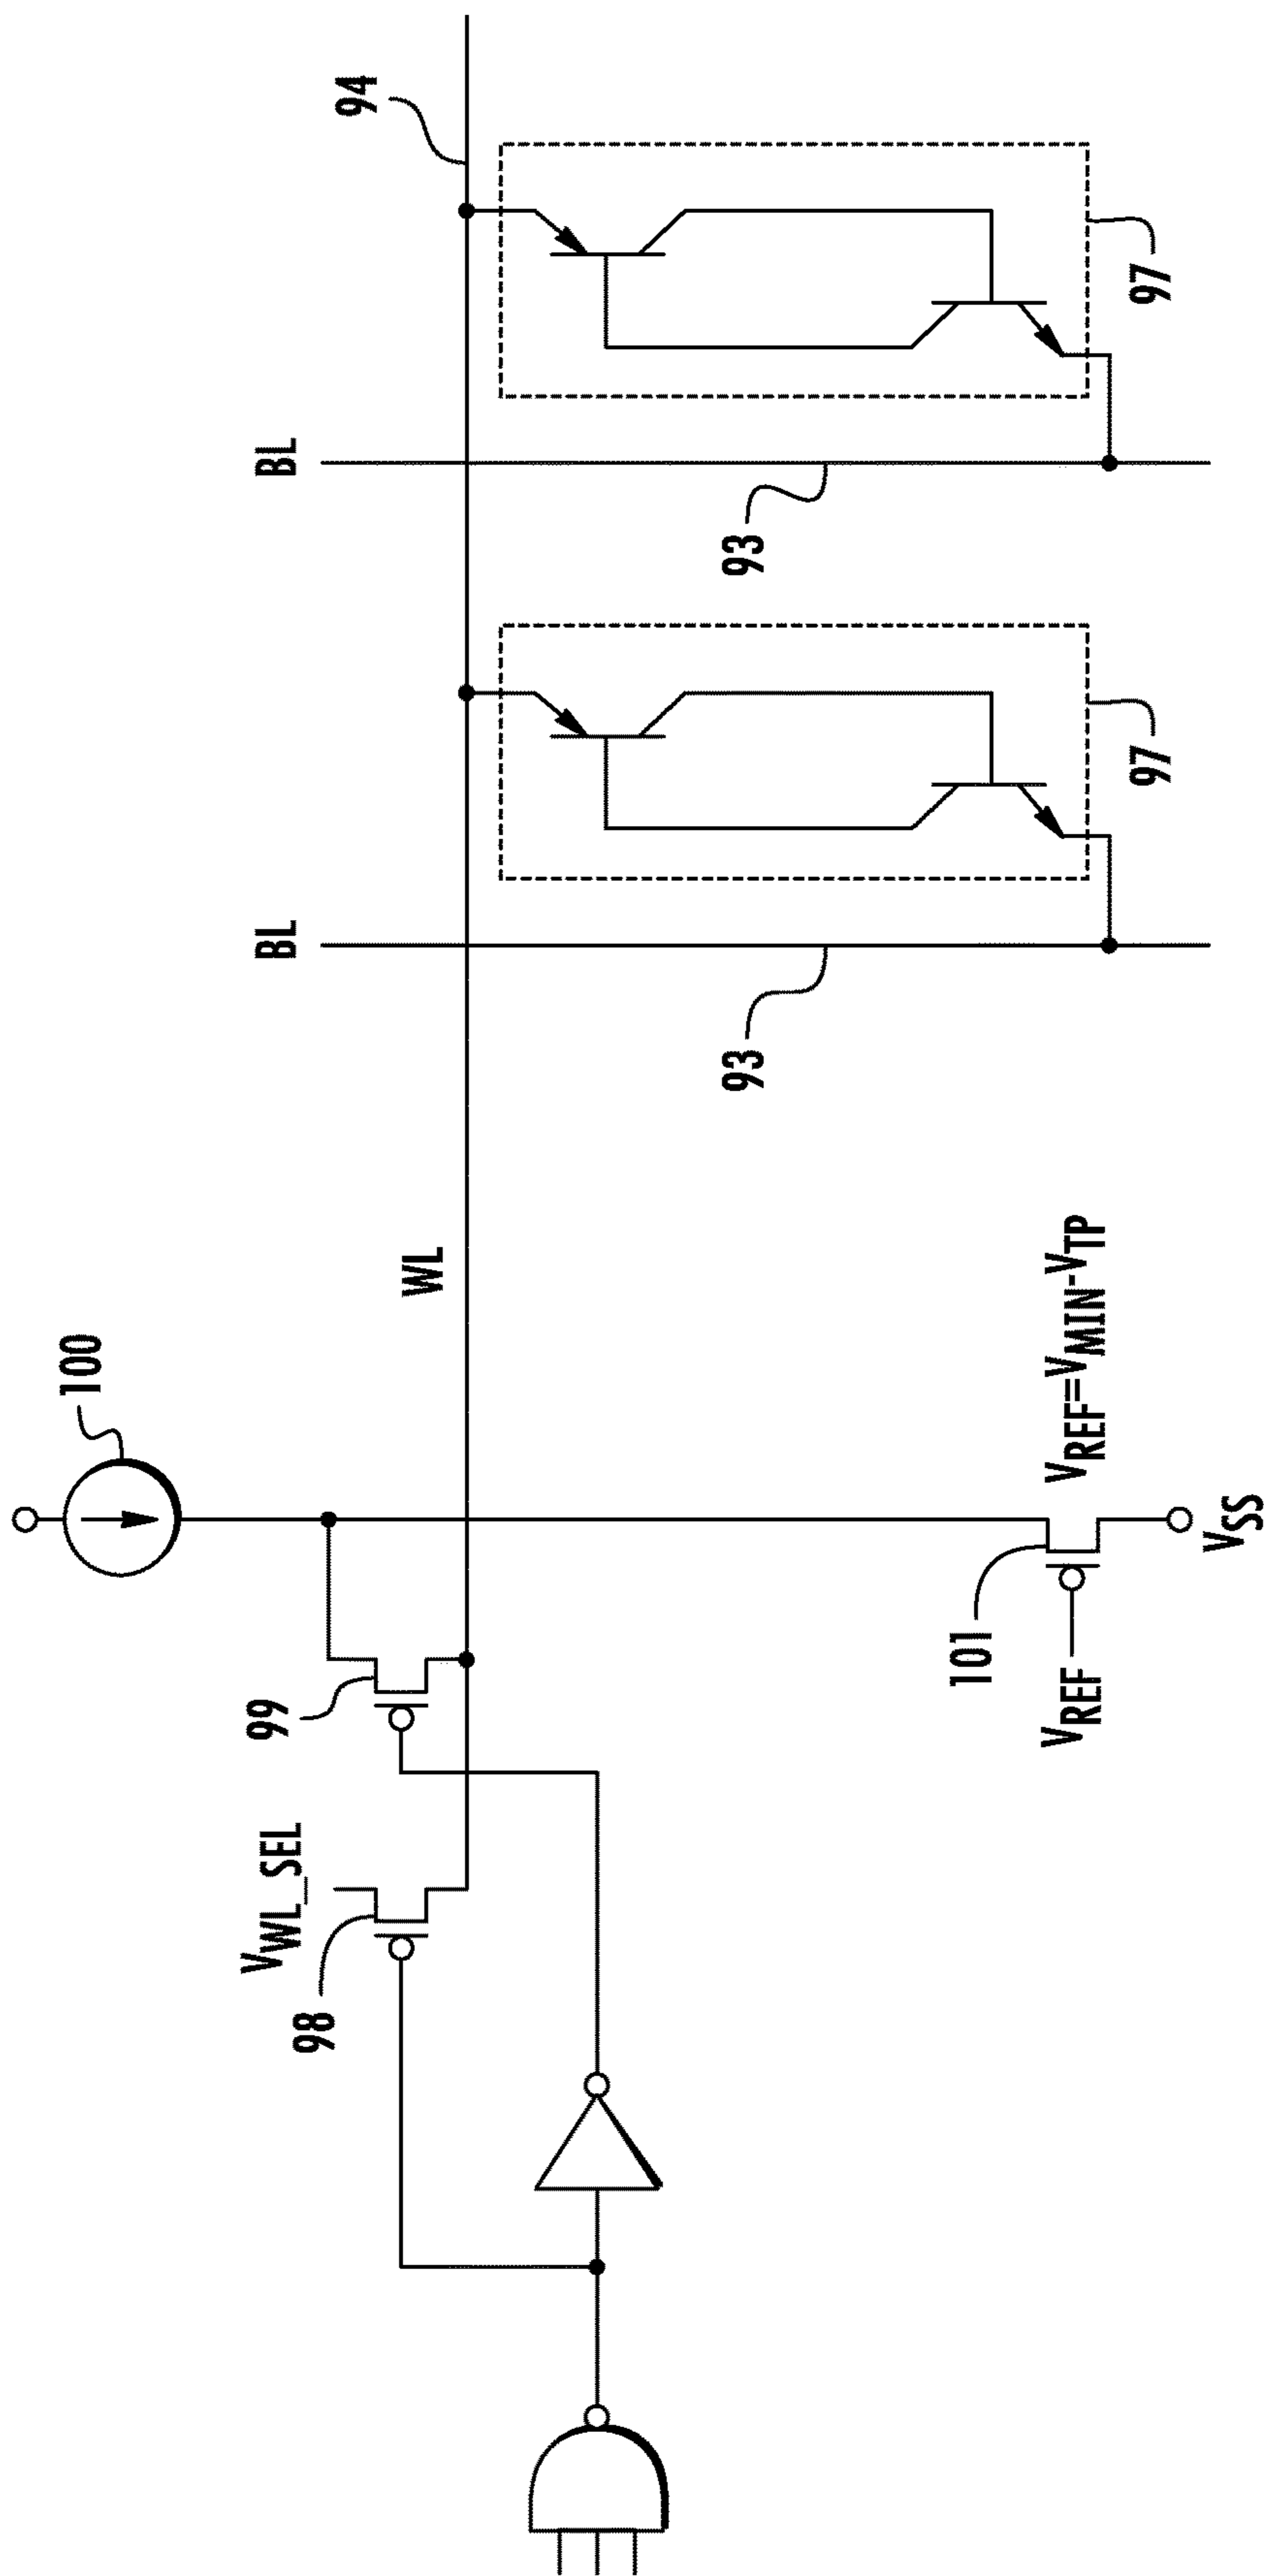 100
94
99
WL
BL
BL
V_WL_SEL
98
93
93
97
97
101
V_REF
V_REF=V_MIN-V_TP
V_SS